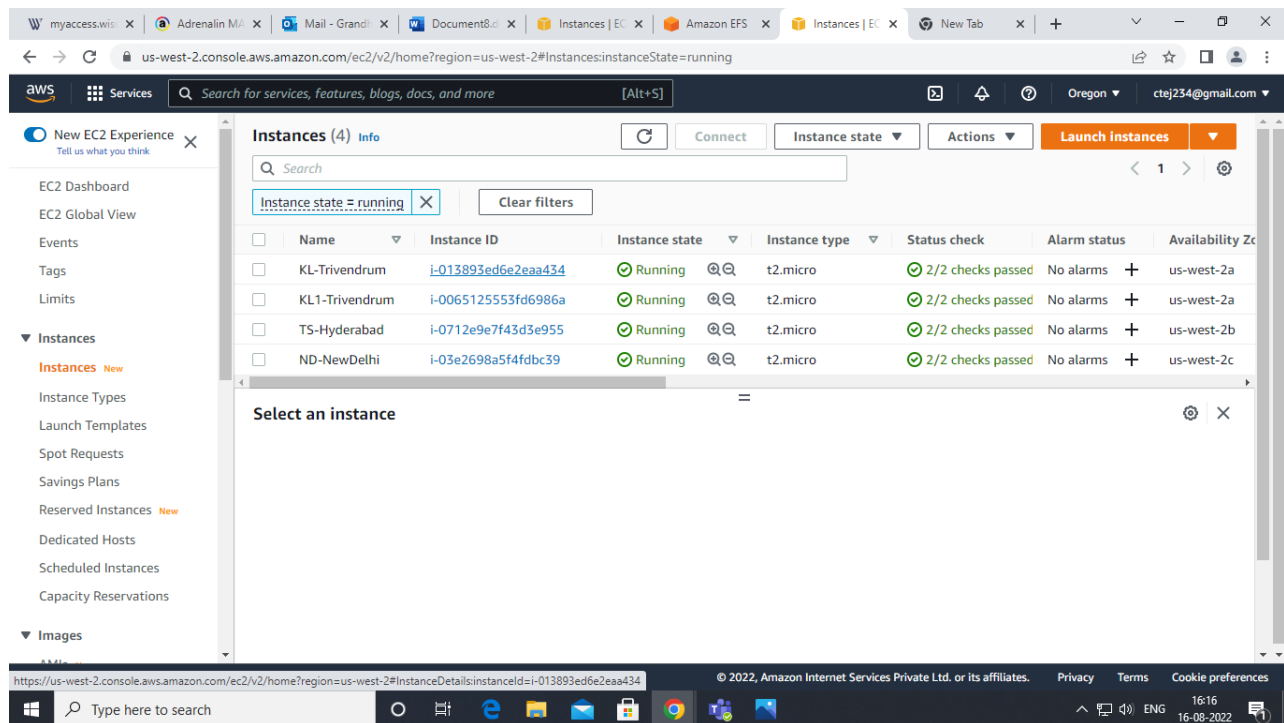 myaccess.wis
Adrenalin MA
Mail - Grandh
Document8.d
Instances | EC
Amazon EFS
Instances | EC
New Tab
us-west-2.console.aws.amazon.com/ec2/v2/home?region=us-west-2#Instances:instanceState=running
aws
Services
Search for services, features, blogs, docs, and more
[Alt+S]
Oregon
ctej234@gmail.com
New EC2 Experience
Tell us what you think
EC2 Dashboard
EC2 Global View
Events
Tags
Limits
Instances
Instances New
Instance Types
Launch Templates
Spot Requests
Savings Plans
Reserved Instances New
Dedicated Hosts
Scheduled Instances
Capacity Reservations
Images
Instances (4) Info
Connect
Instance state
Actions
Launch instances
Search
1
Instance state = running
Clear filters
Name Instance ID Instance state Instance type Status check Alarm status Availability Zo
KL-Trivendrum i-013893ed6e2eaa434 Running t2.micro 2/2 checks passed No alarms + us-west-2a
KL1-Trivendrum i-0065125553fd6986a Running t2.micro 2/2 checks passed No alarms + us-west-2a
TS-Hyderabad i-0712e9e7f43d3e955 Running t2.micro 2/2 checks passed No alarms + us-west-2b
ND-NewDelhi i-03e2698a5f4fdbc39 Running t2.micro 2/2 checks passed No alarms + us-west-2c
Select an instance
https://us-west-2.console.aws.amazon.com/ec2/v2/home?region=us-west-2#InstanceDetails:instanceId=i-013893ed6e2eaa434
© 2022, Amazon Internet Services Private Ltd. or its affiliates.
Privacy
Terms
Cookie preferences
Type here to search
ENG
16:16
16-08-2022